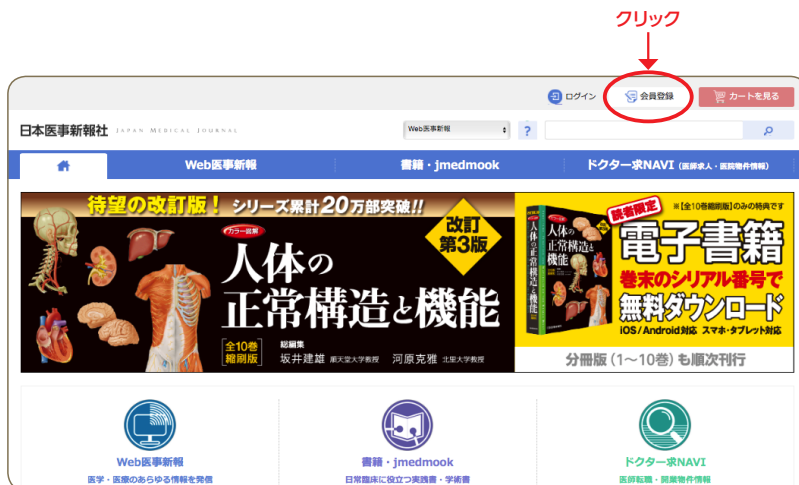 クリック
ログイン
会員登録
カートを見る
日本医事新報社 JAPAN MEDICAL JOURNAL
Web医事新報
?
Web医事新報
書籍・jmedmook
ドクター求NAVI (医師求人・医院物件情報)
待望の改訂版! シリーズ累計20万部突破!!
改訂
第3版
カラー図解
人体の
正常構造と機能
全10巻
縮刷版
総編集
坂井建雄 順天堂大学教授 河原克雅 北里大学教授
読者限定
※【全10巻縮刷版】のみの特典です
電子書籍
巻末のシリアル番号で
無料ダウンロード
iOS/Android対応 スマホ・タブレット対応
人体の
正常構造と
機能
人体の正常構造と機能
分冊版(1〜10巻)も順次刊行
Web医事新報
医学・医療のあらゆる情報を発信
書籍・jmedmook
日常臨床に役立つ実践書・学術書
ドクター求NAVI
医師転職・開業物件情報